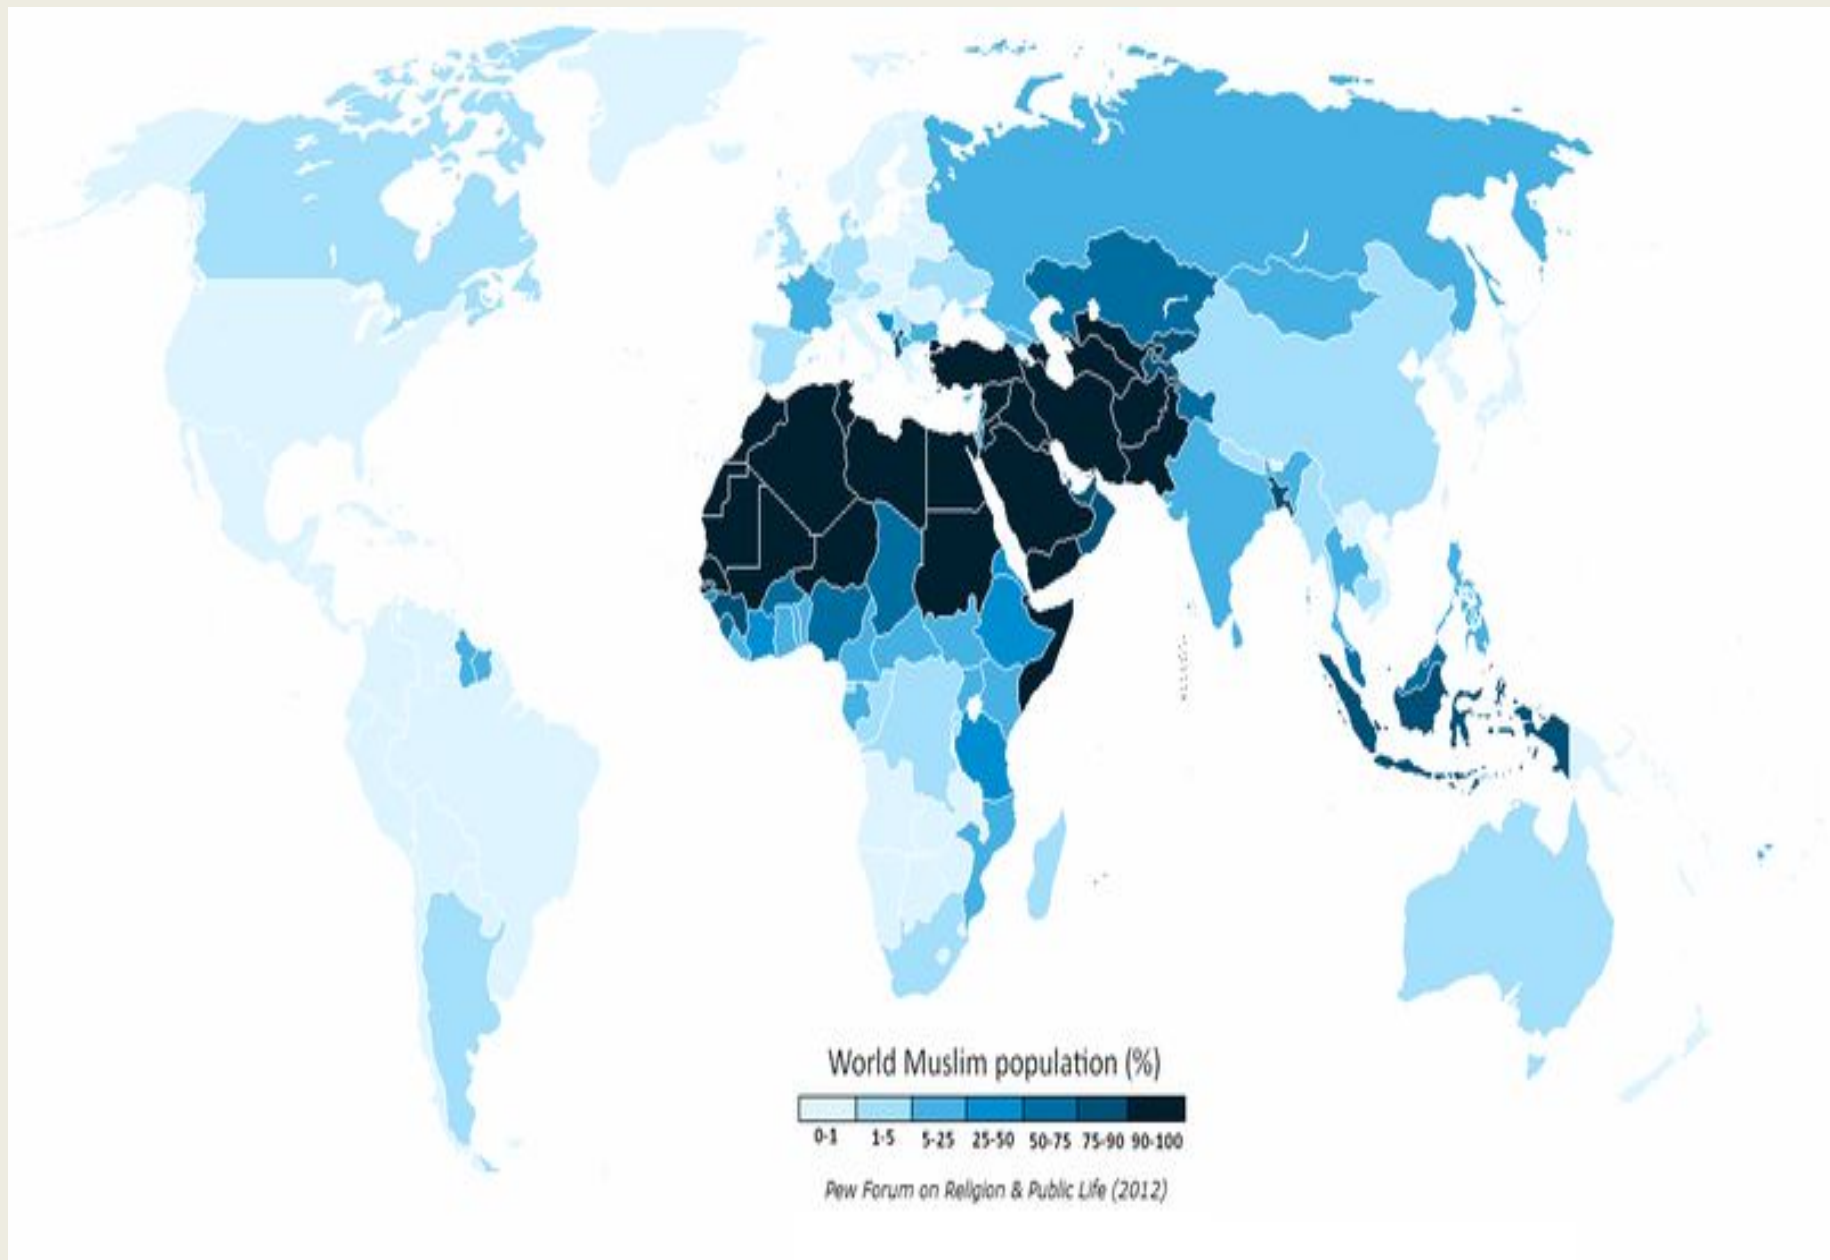 World Muslim population (%)
0-1 1-5 5-25 25-50 50-75 75-90 90-100
Pew Forum on Religion & Public Life (2012)